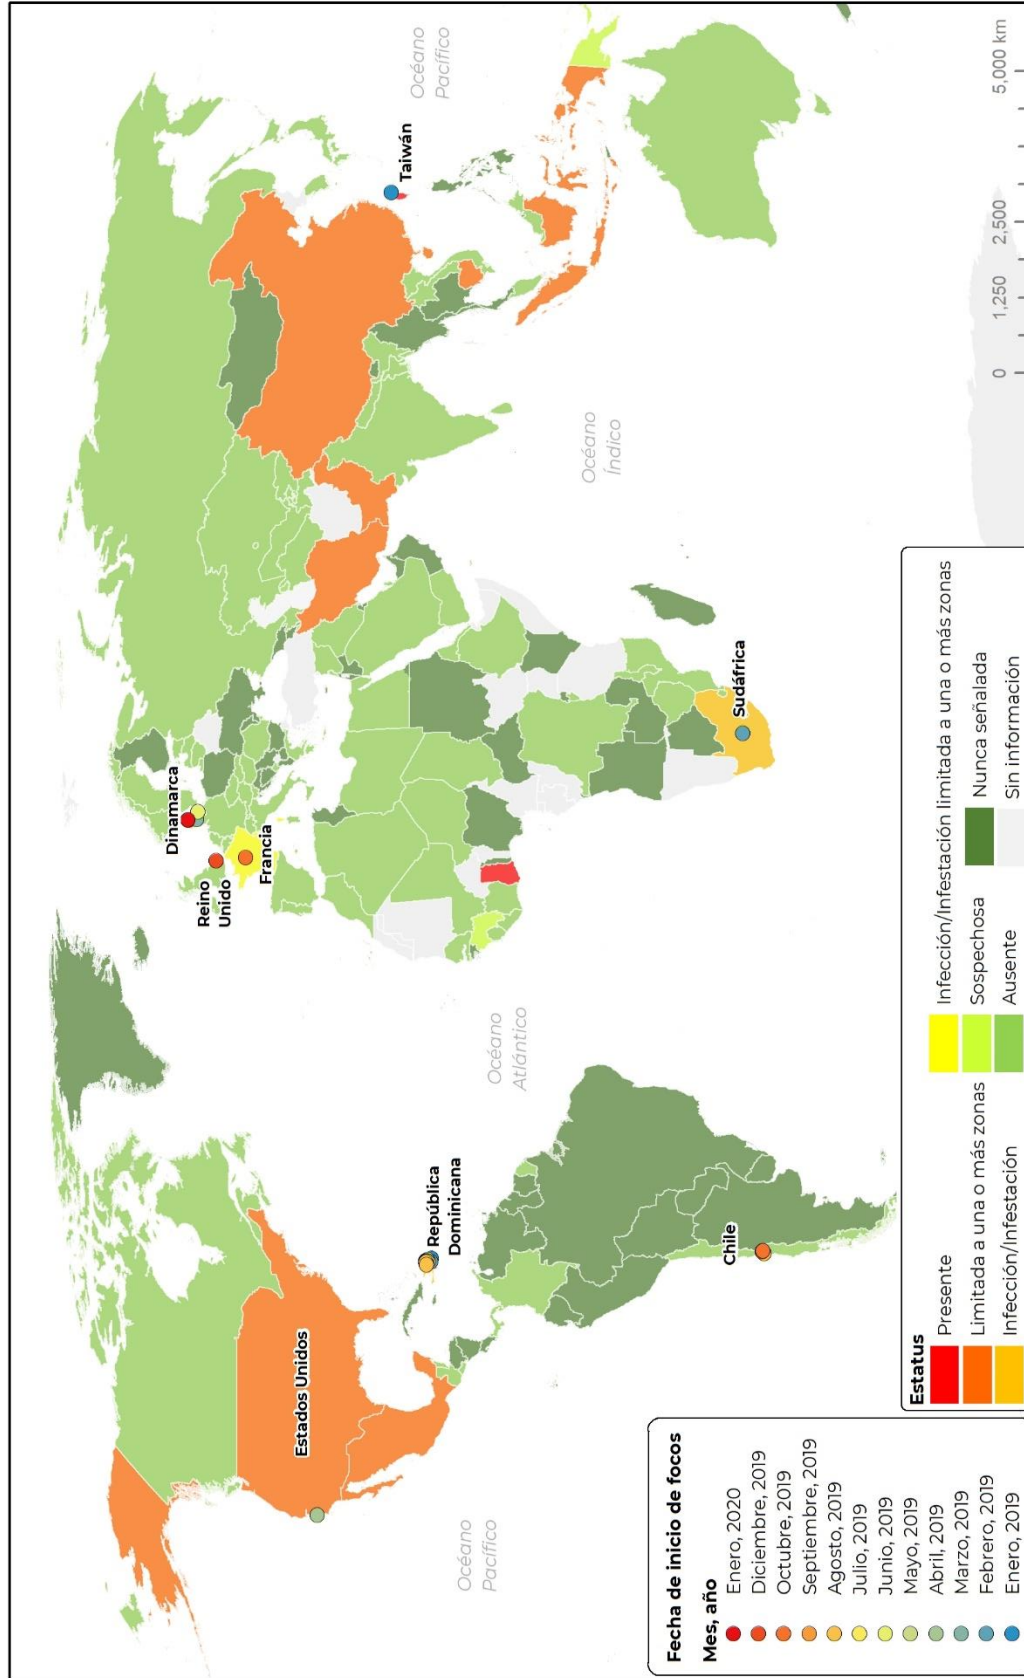 Océano
Pacífico
Taiwán
Dinamarca
Reino
Unido
Francia
Océano
Índico
Sudáfrica
Océano
Atlántico
Estados Unidos
República
Dominicana
Chile
Océano
Pacífico
0 1,250 2,500 5,000 km
Fecha de inicio de focos
Mes, año
Enero, 2020
Diciembre, 2019
Octubre, 2019
Septiembre, 2019
Agosto, 2019
Julio, 2019
Junio, 2019
Mayo, 2019
Abril, 2019
Marzo, 2019
Febrero, 2019
Enero, 2019
Estatus
Presente
Limitada a una o más zonas
Infección/Infestación
Infección/Infestación limitada a una o más zonas
Sospechosa
Ausente
Nunca señalada
Sin información